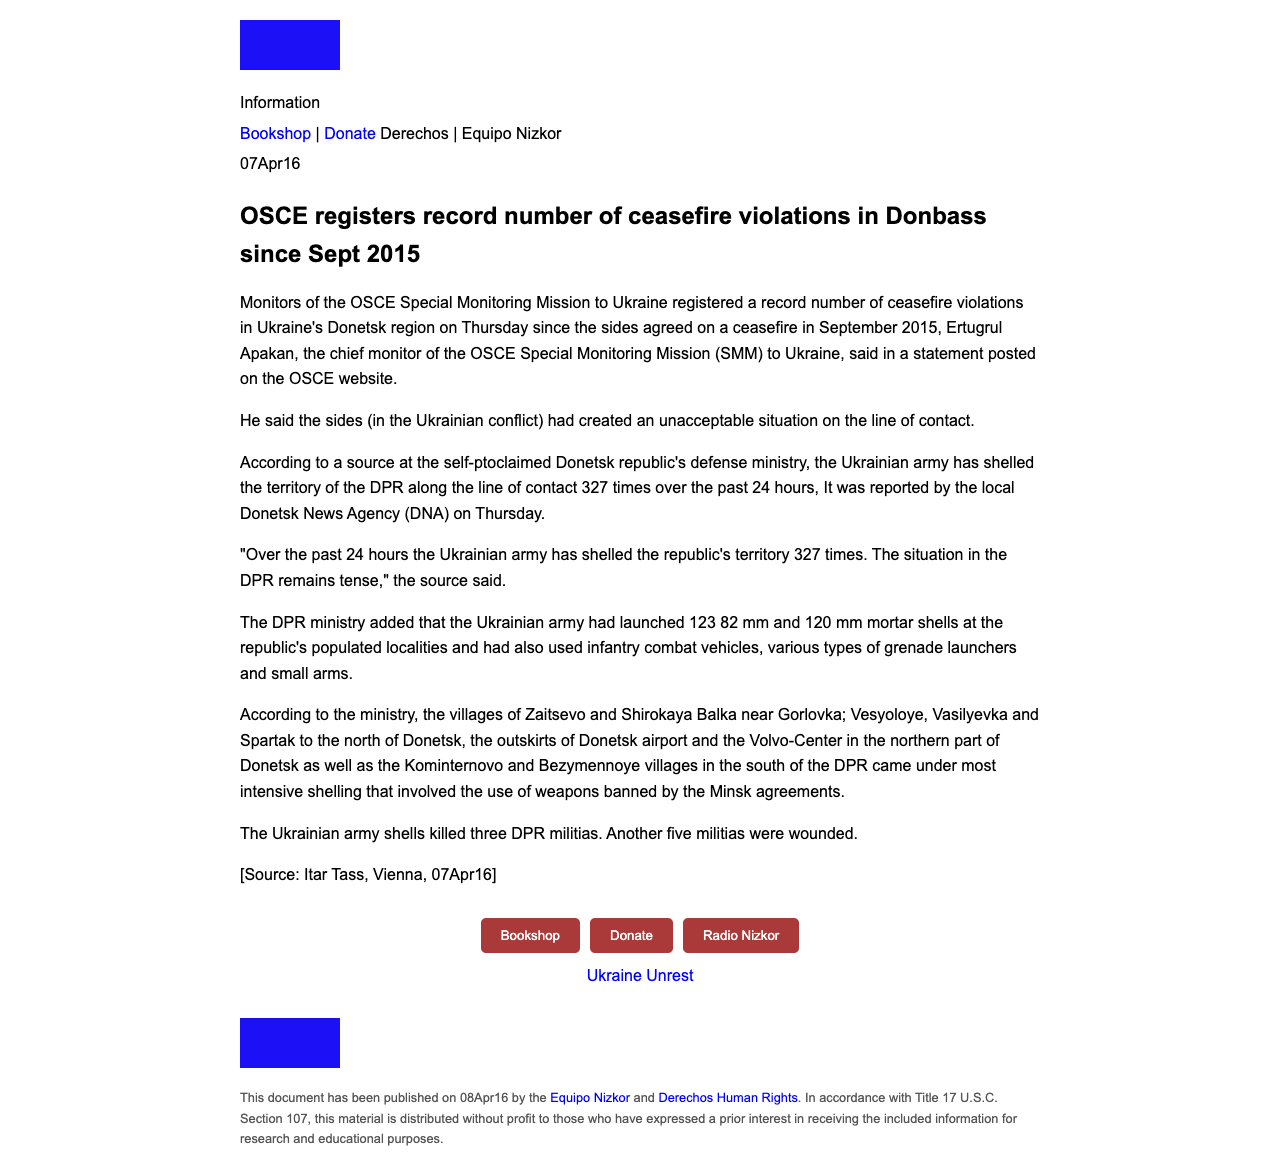 Information
Bookshop | Donate Derechos | Equipo Nizkor
07Apr16
OSCE registers record number of ceasefire violations in Donbass
since Sept 2015
Monitors of the OSCE Special Monitoring Mission to Ukraine registered a record number of ceasefire violations
in Ukraine's Donetsk region on Thursday since the sides agreed on a ceasefire in September 2015, Ertugrul
Apakan, the chief monitor of the OSCE Special Monitoring Mission (SMM) to Ukraine, said in a statement posted
on the OSCE website.
He said the sides (in the Ukrainian conflict) had created an unacceptable situation on the line of contact.
According to a source at the self-ptoclaimed Donetsk republic's defense ministry, the Ukrainian army has shelled
the territory of the DPR along the line of contact 327 times over the past 24 hours, It was reported by the local
Donetsk News Agency (DNA) on Thursday.
"Over the past 24 hours the Ukrainian army has shelled the republic's territory 327 times. The situation in the
DPR remains tense," the source said.
The DPR ministry added that the Ukrainian army had launched 123 82 mm and 120 mm mortar shells at the
republic's populated localities and had also used infantry combat vehicles, various types of grenade launchers
and small arms.
According to the ministry, the villages of Zaitsevo and Shirokaya Balka near Gorlovka; Vesyoloye, Vasilyevka and
Spartak to the north of Donetsk, the outskirts of Donetsk airport and the Volvo-Center in the northern part of
Donetsk as well as the Kominternovo and Bezymennoye villages in the south of the DPR came under most
intensive shelling that involved the use of weapons banned by the Minsk agreements.
The Ukrainian army shells killed three DPR militias. Another five militias were wounded.
[Source: Itar Tass, Vienna, 07Apr16]
Bookshop Donate Radio Nizkor
Ukraine Unrest
This document has been published on 08Apr16 by the Equipo Nizkor and Derechos Human Rights. In accordance with Title 17 U.S.C.
Section 107, this material is distributed without profit to those who have expressed a prior interest in receiving the included information for
research and educational purposes.